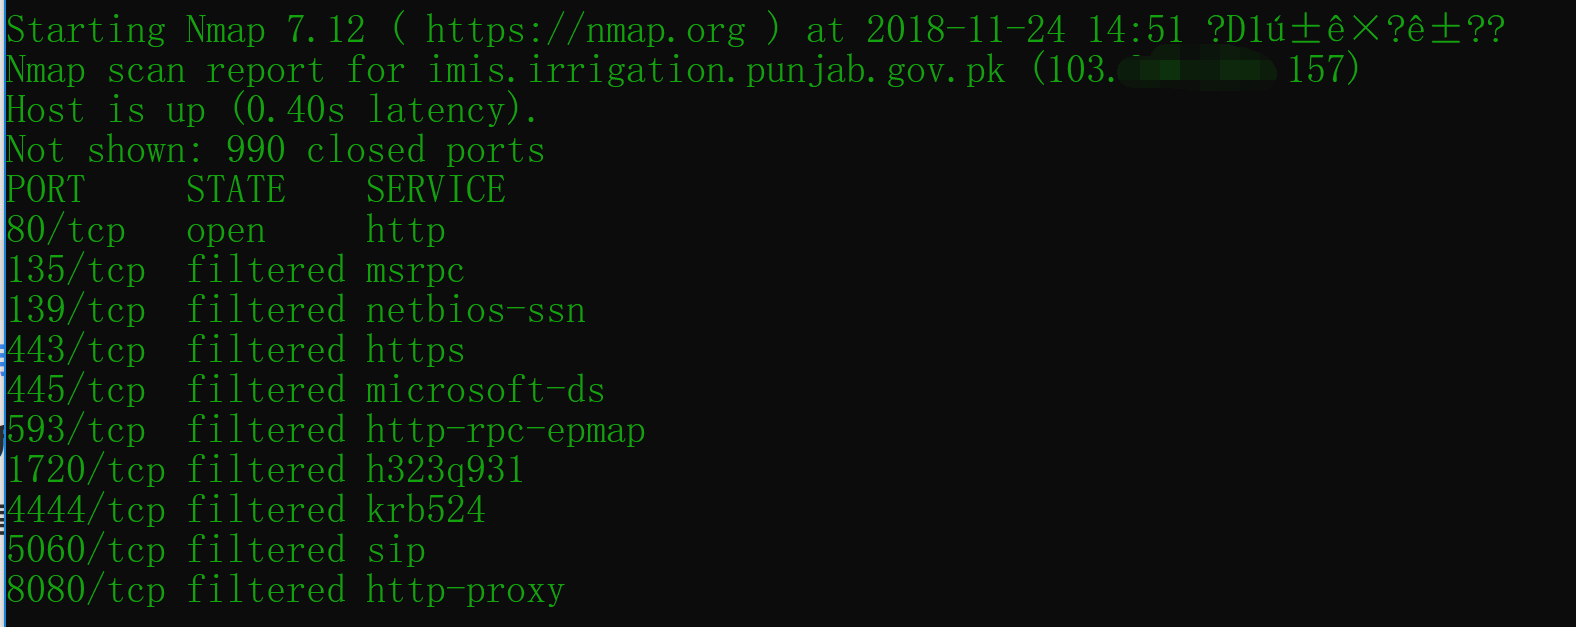 Starting Nmap 7.12 ( https://nmap.org ) at 2018-11-24 14:51 ?D1ú±ê×?ê±??
Nmap scan report for imis.irrigation.punjab.gov.pk (103. 157)
Host is up (0.40s latency).
Not shown: 990 closed ports
PORT     STATE    SERVICE
80/tcp   open     http
135/tcp  filtered msrpc
139/tcp  filtered netbios-ssn
443/tcp  filtered https
445/tcp  filtered microsoft-ds
593/tcp  filtered http-rpc-epmap
1720/tcp filtered h323q931
4444/tcp filtered krb524
5060/tcp filtered sip
8080/tcp filtered http-proxy